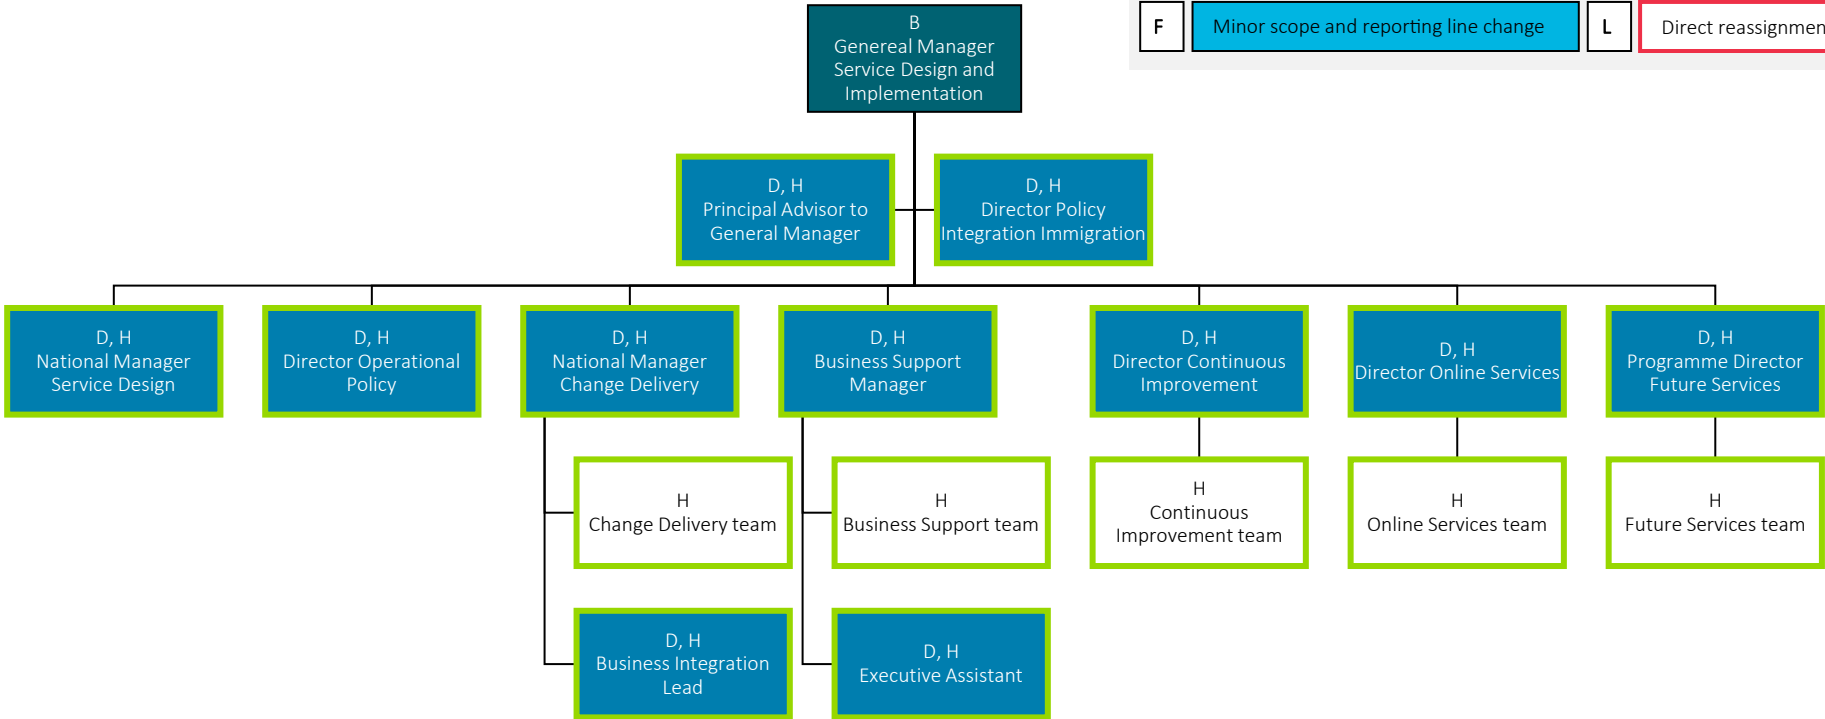 B
Genereal Manager
Service Design and
Implementation
F
Minor scope and reporting line change
L
Direct reassignmen
D, H
Principal Advisor to
General Manager
D, H
Director Policy
Integration Immigration
D, H
National Manager
Service Design
D, H
Director Operational
Policy
D, H
National Manager
Change Delivery
D, H
Business Support
Manager
D, H
Director Continuous
Improvement
D, H
Director Online Services
D, H
Programme Director
Future Services
H
Change Delivery team
H
Business Support team
H
Continuous
Improvement team
H
Online Services team
H
Future Services team
D, H
Business Integration
Lead
D, H
Executive Assistant